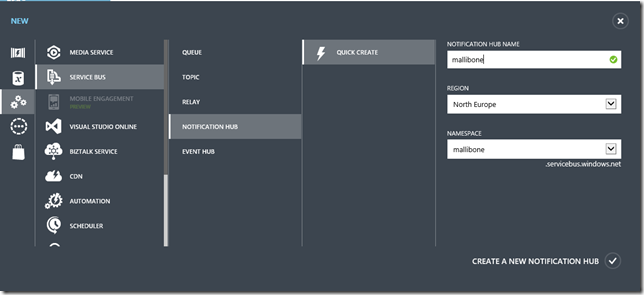 NEW
MEDIA SERVICE
SERVICE BUS
MOBILE ENGAGEMENT
PREVIEW
VISUAL STUDIO ONLINE
BIZTALK SERVICE
CDN
AUTOMATION
SCHEDULER
QUEUE
TOPIC
RELAY
NOTIFICATION HUB
EVENT HUB
QUICK CREATE
NOTIFICATION HUB NAME
mallibone
REGION
North Europe
NAMESPACE
mallibone
.servicebus.windows.net
CREATE A NEW NOTIFICATION HUB